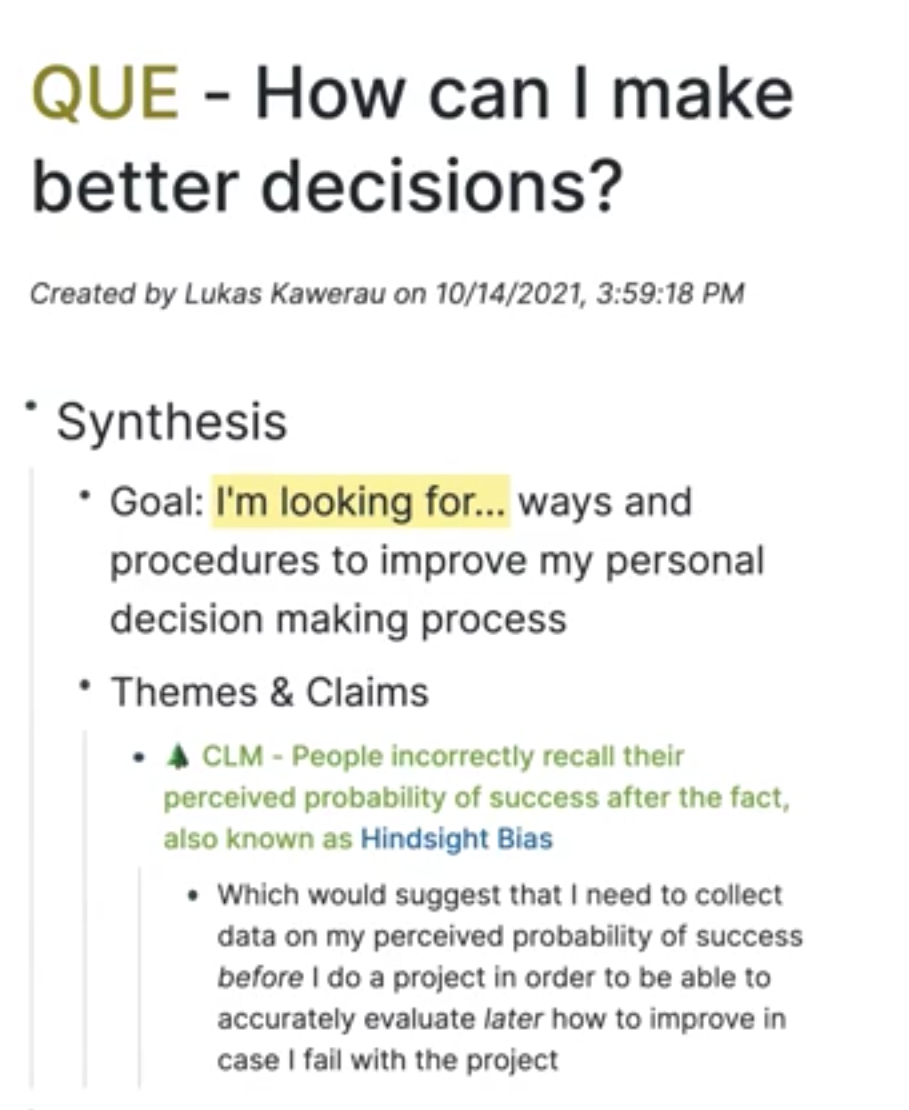 QUE - How can I make
better decisions?
Created by Lukas Kawerau on 10/14/2021, 3:59:18 PM
Synthesis
Goal: I'm looking for... ways and
procedures to improve my personal
decision making process
Themes & Claims
🌲 CLM - People incorrectly recall their
perceived probability of success after the fact,
also known as Hindsight Bias
Which would suggest that I need to collect
data on my perceived probability of success
before I do a project in order to be able to
accurately evaluate later how to improve in
case I fail with the project